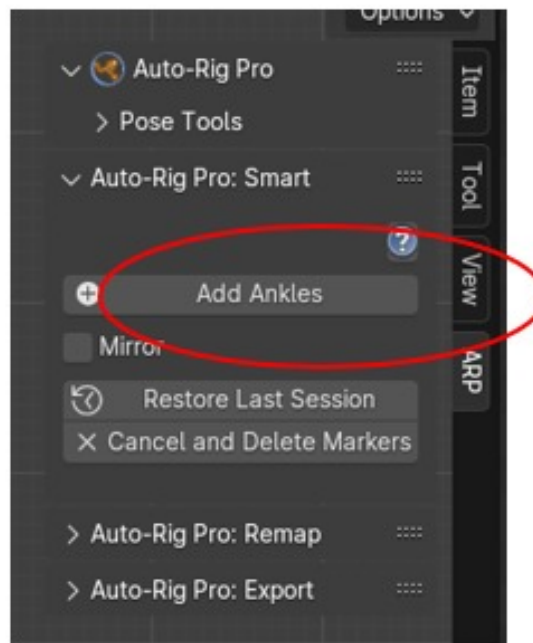 Options
Auto-Rig Pro
Pose Tools
Auto-Rig Pro: Smart
?
Add Ankles
Mirror
Restore Last Session
Cancel and Delete Markers
Auto-Rig Pro: Remap
Auto-Rig Pro: Export
Item
Tool
View
ARP